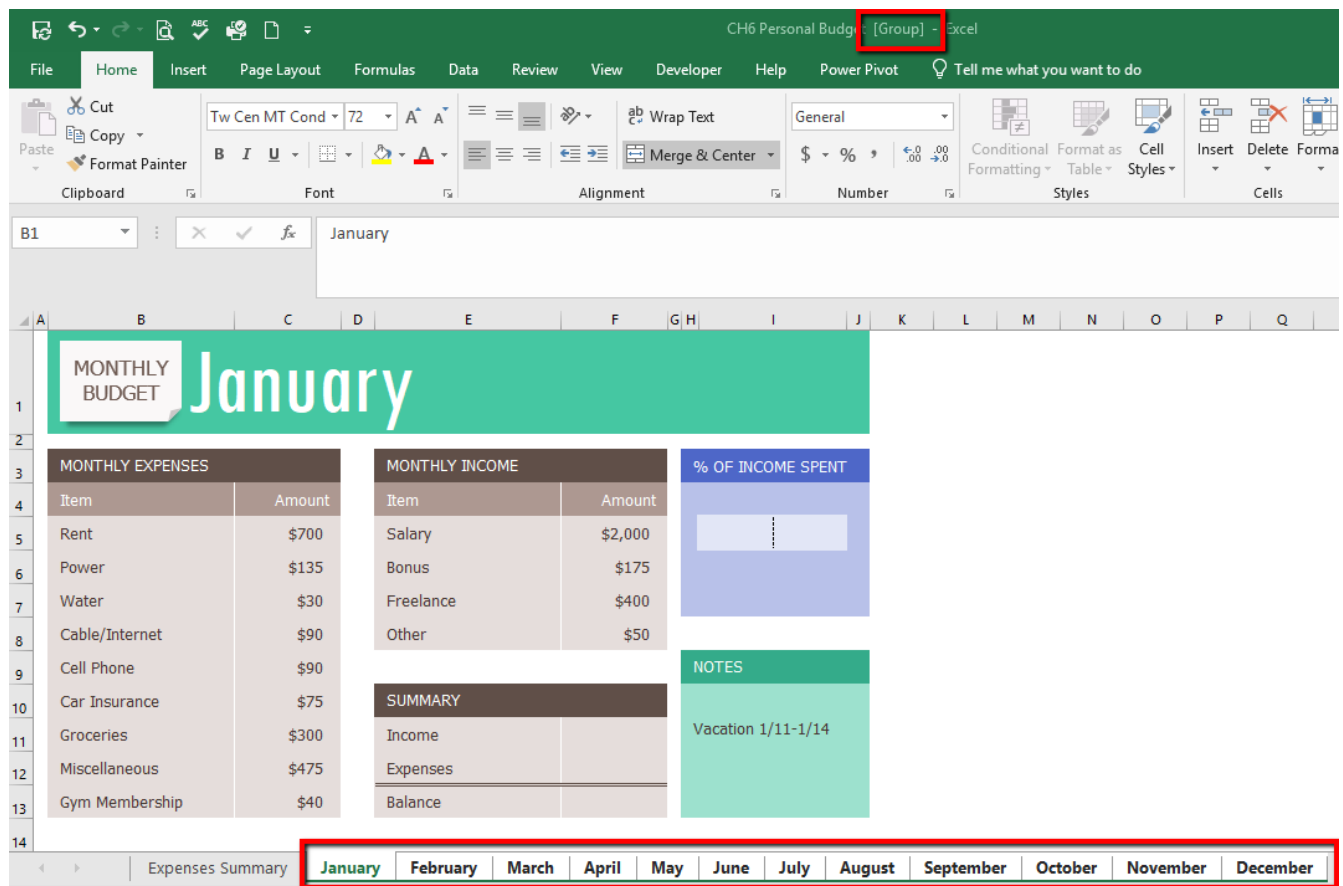 CH6 Personal Budge [Group] - Excel
File Home Insert Page Layout Formulas Data Review View Developer Help Power Pivot Tell me what you want to do
Cut
Copy
Paste
Format Painter
Clipboard
Tw Cen MT Cond 72 A A
B I U A
Font
ab Wrap Text
Merge & Center
Alignment
General
$ % , .0 .00 .00 .0
Number
Conditional Formatting
Format as Table
Cell Styles
Styles
Insert Delete Forma
Cells
B1 fx January
A B C D E F G H I J K L M N O P Q
1 MONTHLY BUDGET January
2
3 MONTHLY EXPENSES MONTHLY INCOME % OF INCOME SPENT
4 Item Amount Item Amount
5 Rent $700 Salary $2,000
6 Power $135 Bonus $175
7 Water $30 Freelance $400
8 Cable/Internet $90 Other $50
9 Cell Phone $90 NOTES
10 Car Insurance $75 SUMMARY
11 Groceries $300 Income Vacation 1/11-1/14
12 Miscellaneous $475 Expenses
13 Gym Membership $40 Balance
14
Expenses Summary January February March April May June July August September October November December